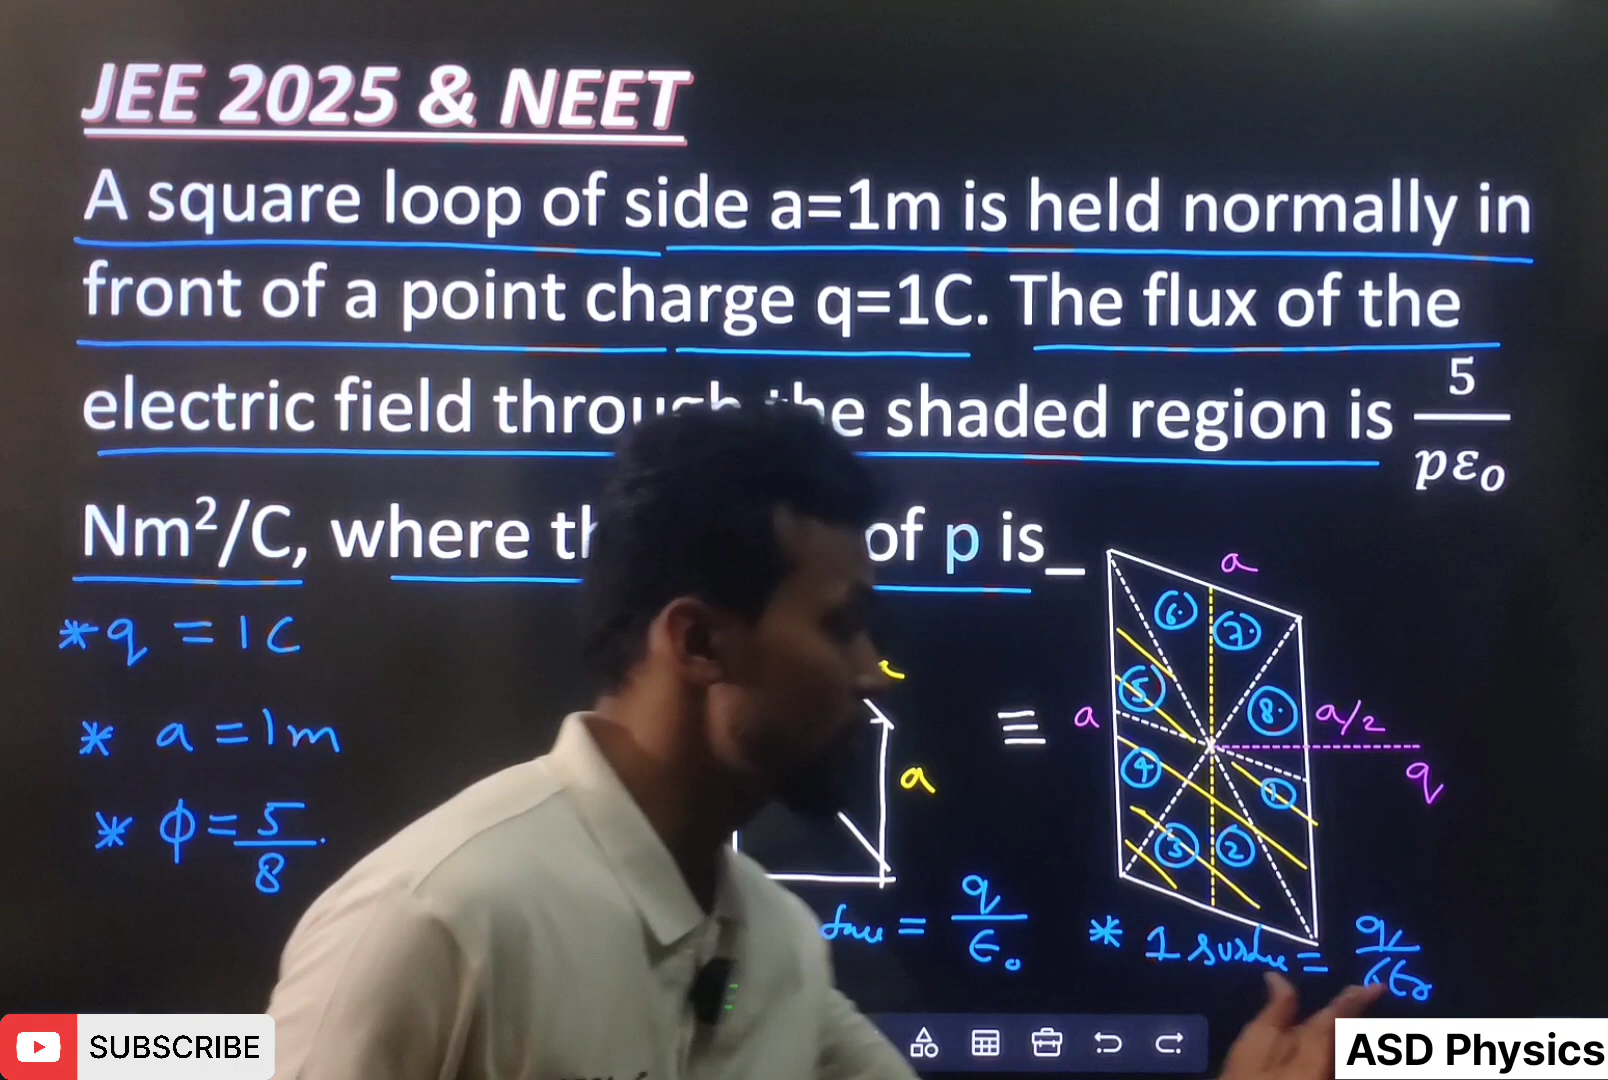 JEE 2025 & NEET
A square loop of side a=1m is held normally in
front of a point charge q=1C. The flux of the
electric field through the shaded region is 5/pε₀
Nm²/C, where of p is_
* q = 1C
* a = 1m
* φ = 5/8
a
a
≡
a
a
a/2
q
6
7
5
8
4
1
3
2
= q/ε₀
* 1 = q/6ε₀
SUBSCRIBE
ASD Physics